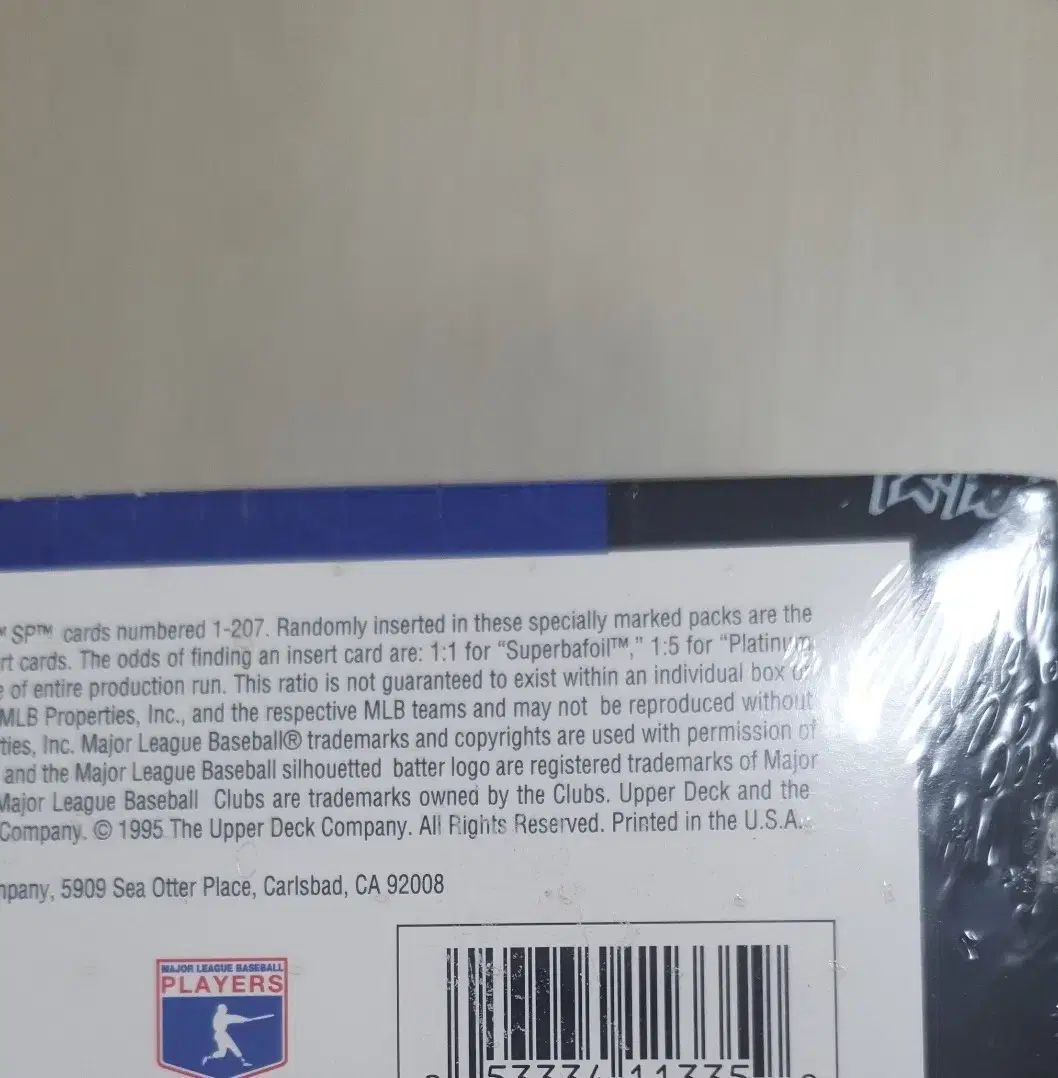 SP™ cards numbered 1-207. Randomly inserted in these specially marked packs are the
rt cards. The odds of finding an insert card are: 1:1 for "Superbafoil™," 1:5 for "Platinum
e of entire production run. This ratio is not guaranteed to exist within an individual box or
MLB Properties, Inc., and the respective MLB teams and may not be reproduced without
ties, Inc. Major League Baseball® trademarks and copyrights are used with permission of
and the Major League Baseball silhouetted batter logo are registered trademarks of Major
Major League Baseball Clubs are trademarks owned by the Clubs. Upper Deck and the
Company. © 1995 The Upper Deck Company. All Rights Reserved. Printed in the U.S.A.
mpany, 5909 Sea Otter Place, Carlsbad, CA 92008
MAJOR LEAGUE BASEBALL
PLAYERS
53334 11335